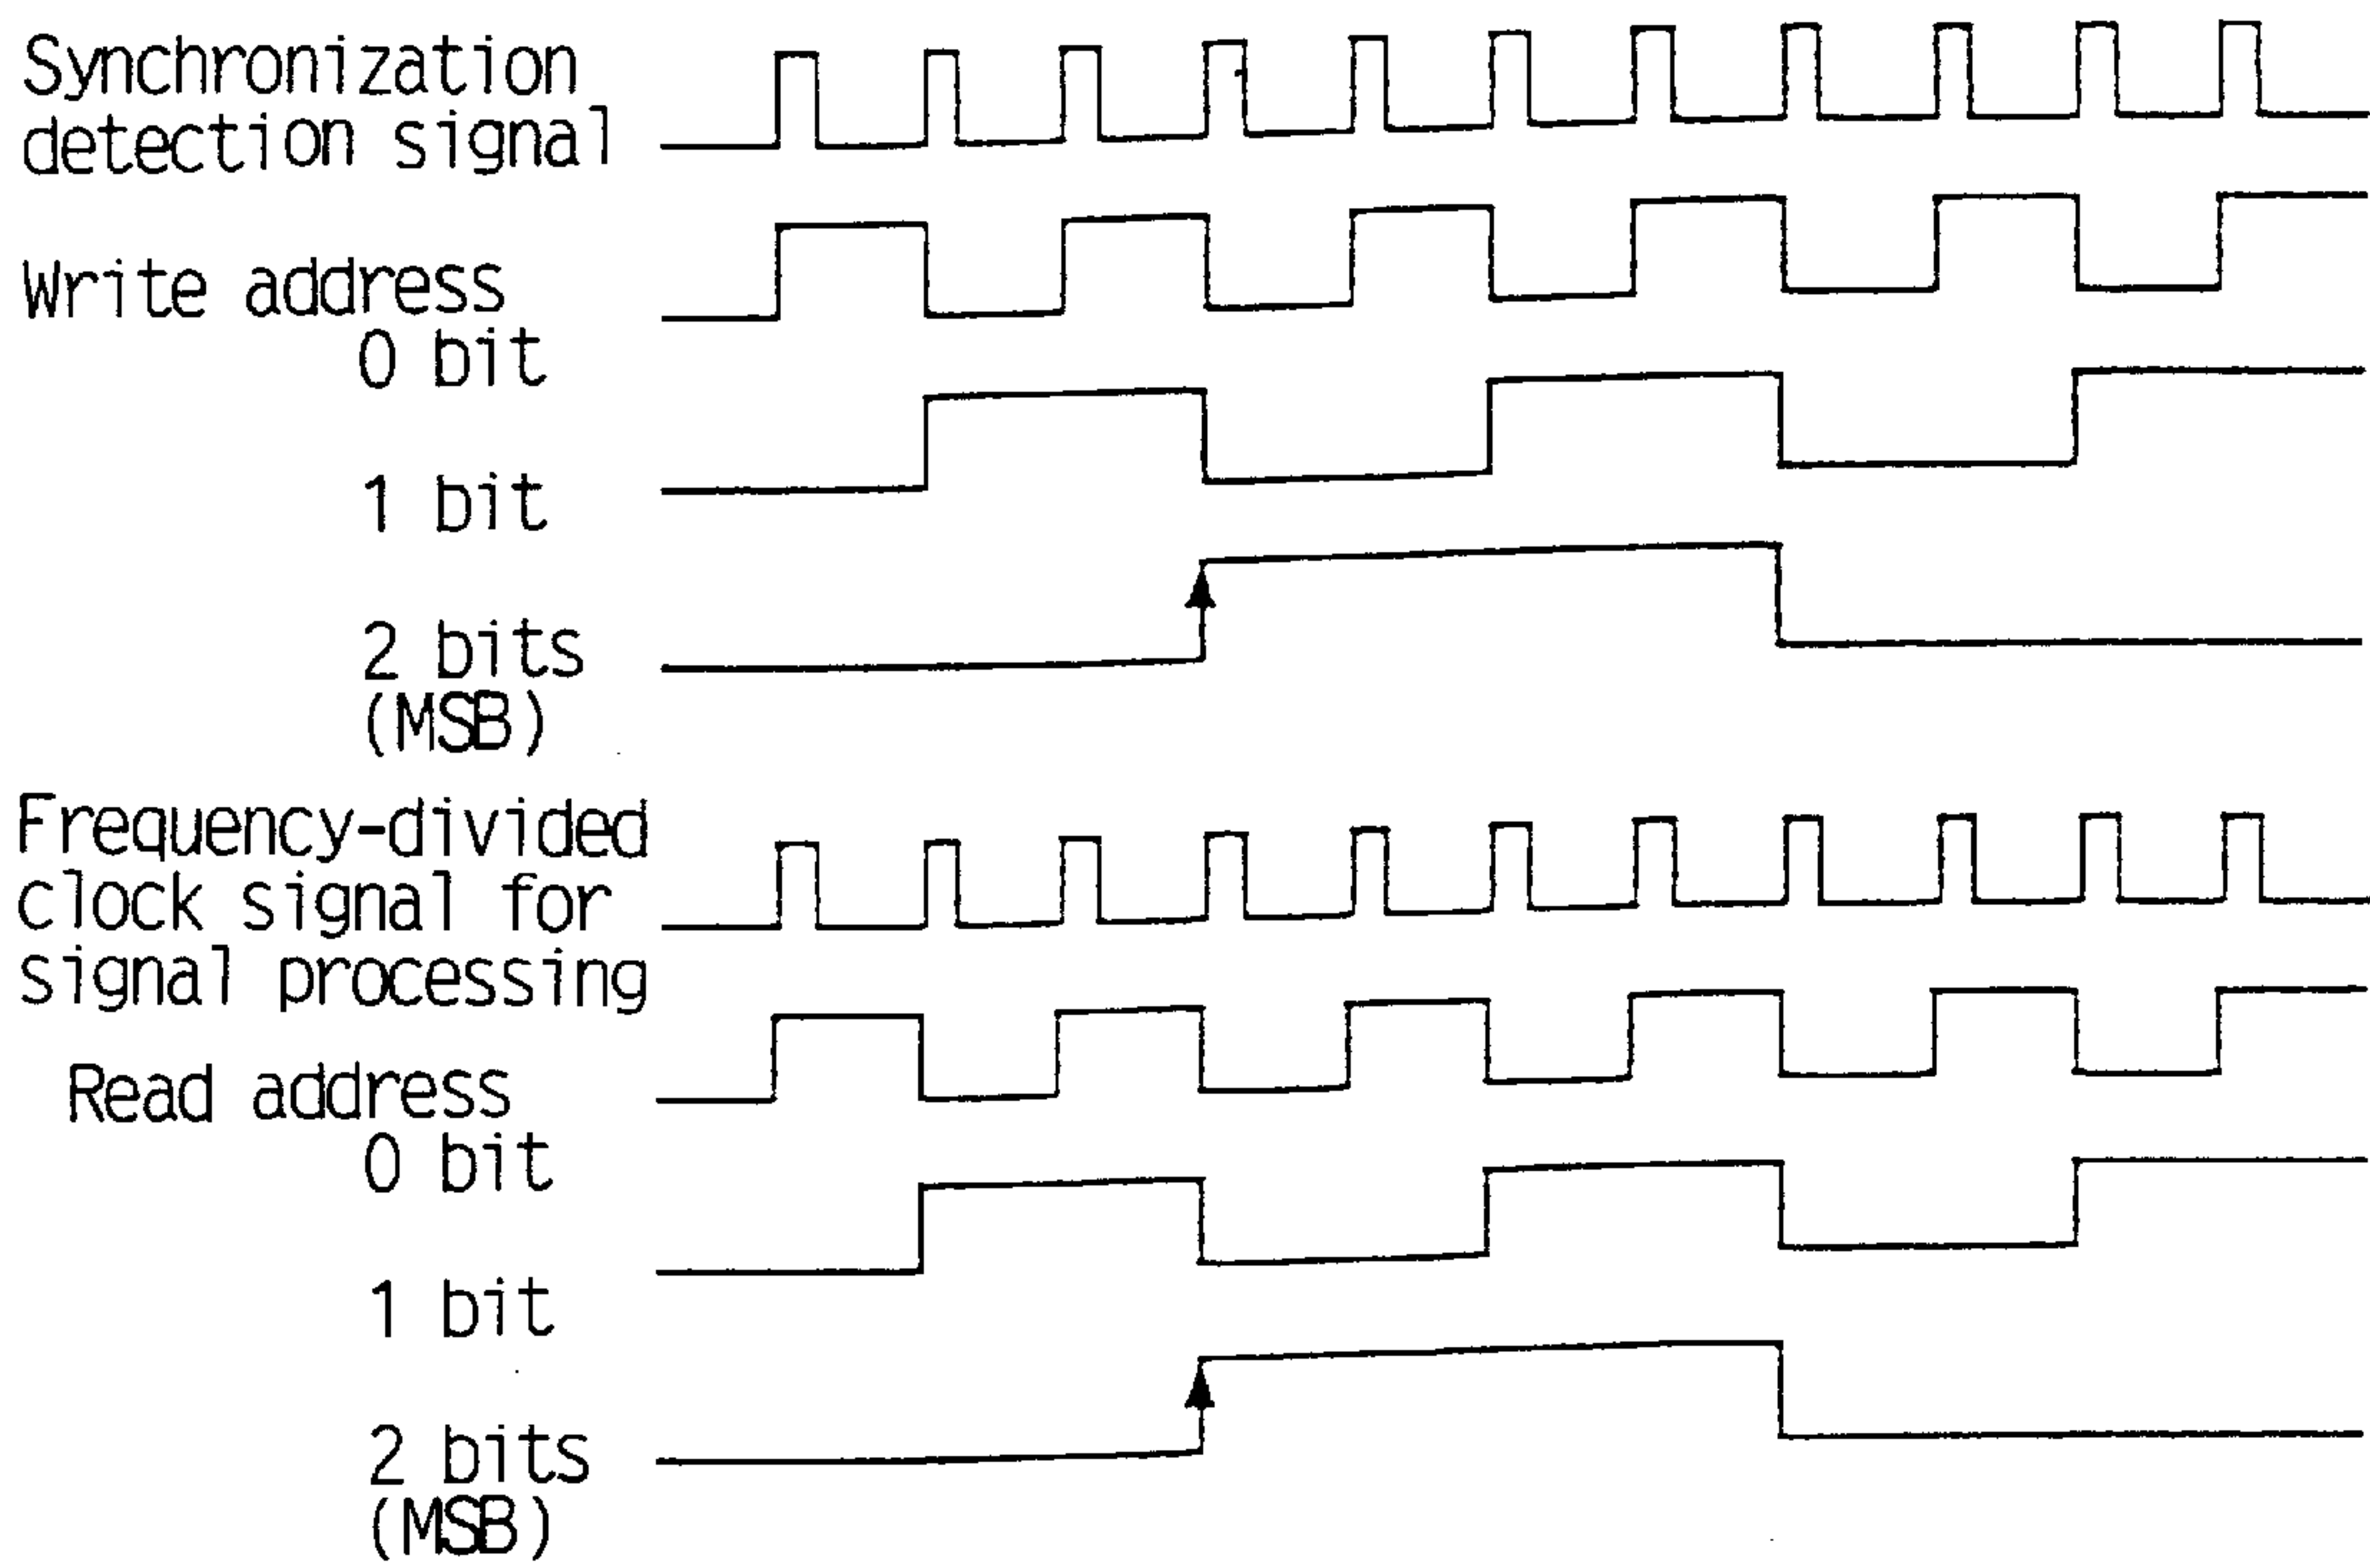 Synchronization
detection signal
Write address
0 bit
1 bit
2 bits
(MSB)
Frequency-divided
clock signal for
signal processing
Read address
0 bit
1 bit
2 bits
(MSB)